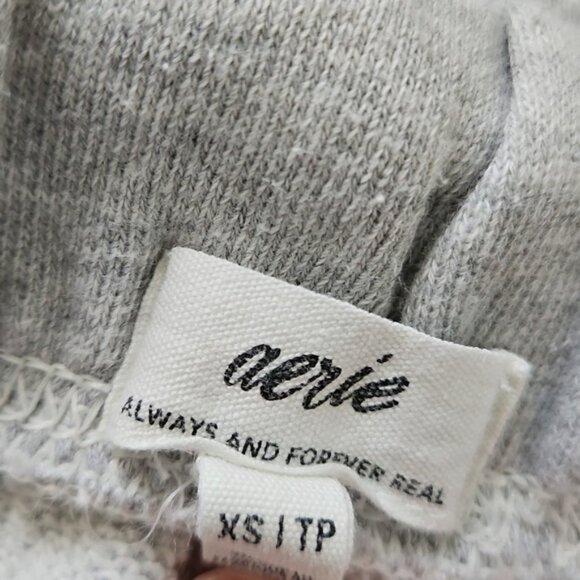 aerie
ALWAYS AND FOREVER REAL
XS | TP